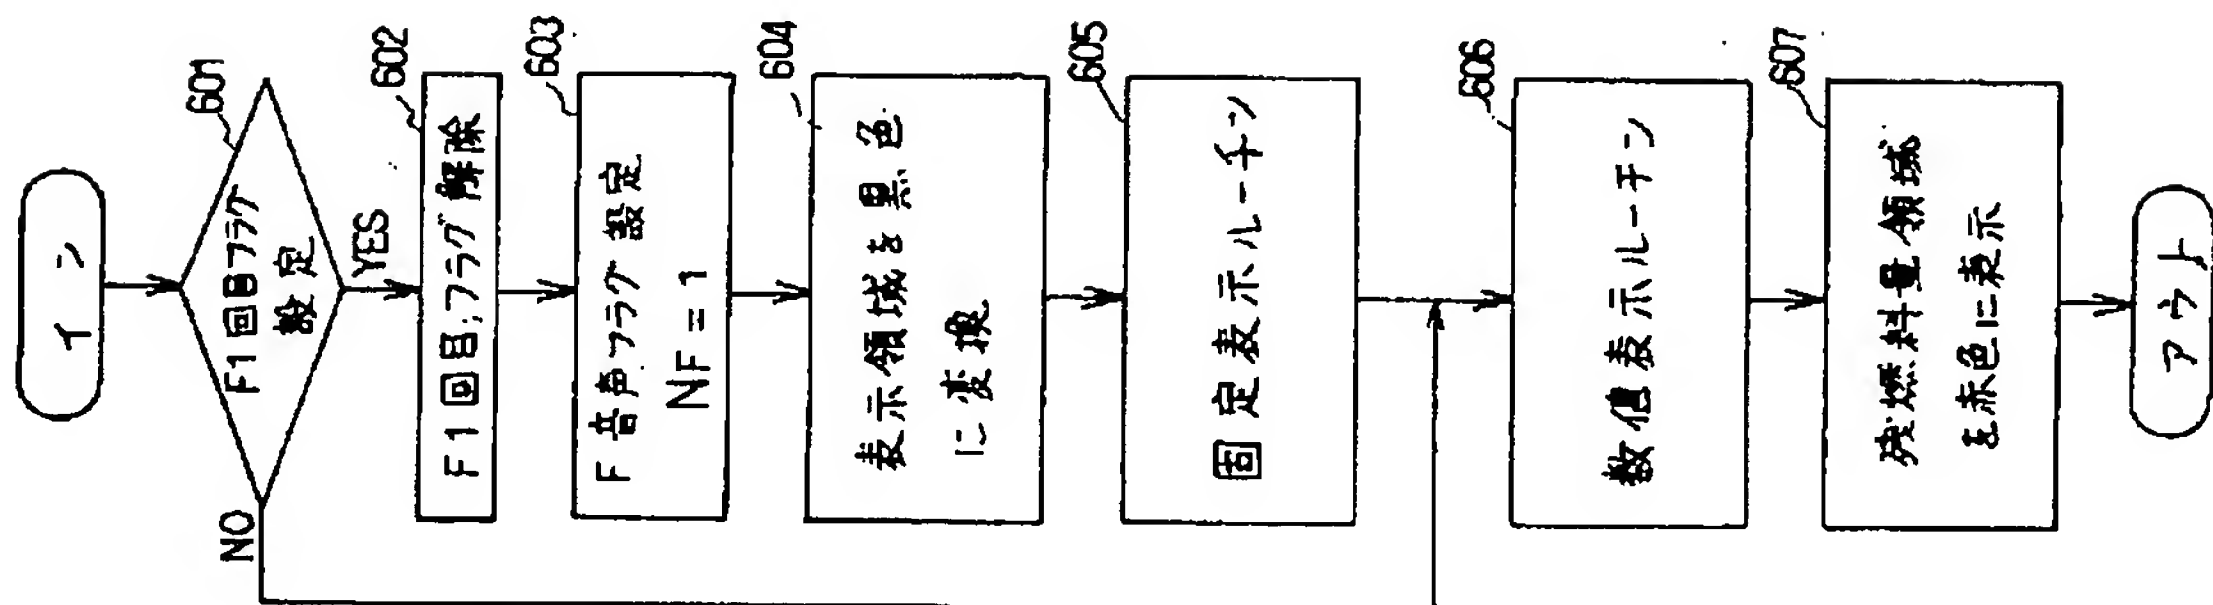 イン
601
F1回目フラグ
設定
YES
NO
602
F1回目フラグ解除
603
F 音声フラグ設定
NF = 1
604
表示領域を黒色
に変換
605
固定表示ルーチン
606
数値表示ルーチン
607
残燃料量領域
を赤色に表示
アウト